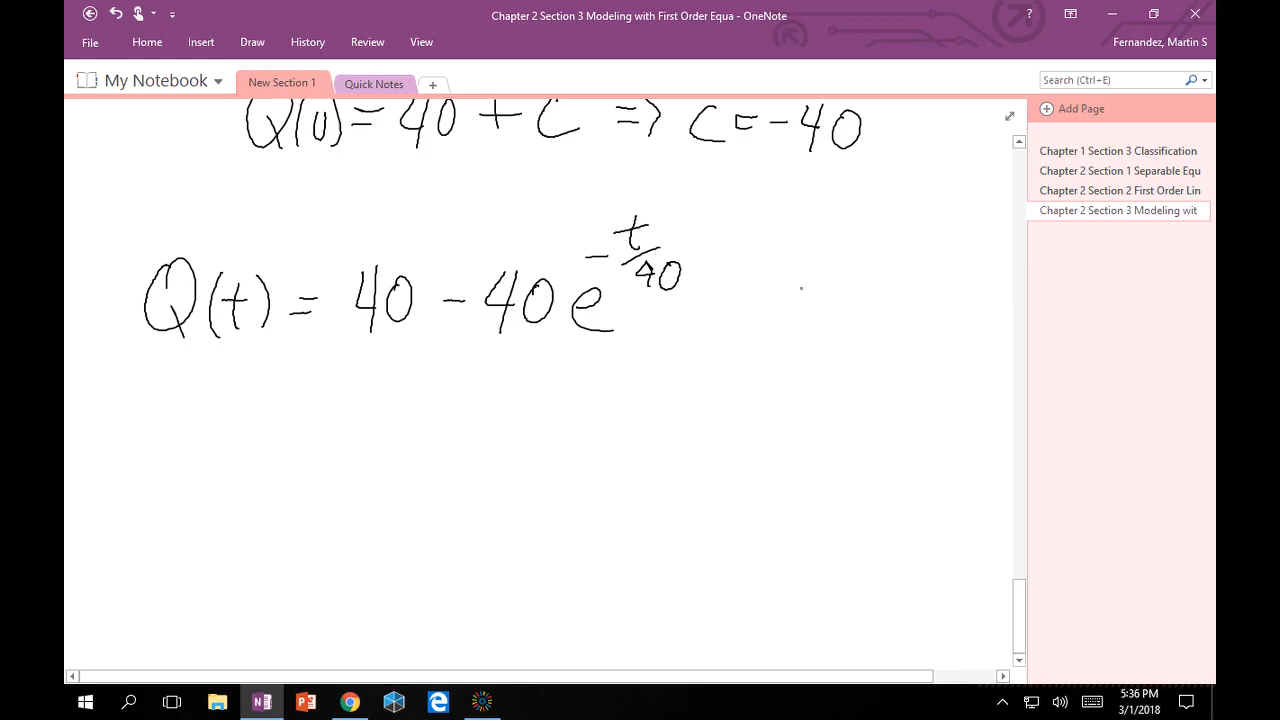 Chapter 2 Section 3 Modeling with First Order Equa - OneNote
?
File Home Insert Draw History Review View
Fernandez, Martin S
My Notebook
New Section 1
Quick Notes
+
Search (Ctrl+E)
Add Page
Chapter 1 Section 3 Classification
Chapter 2 Section 1 Separable Equ
Chapter 2 Section 2 First Order Lin
Chapter 2 Section 3 Modeling wit
Q(0) = 40 + C => C = -40
Q(t) = 40 - 40 e^-t/40
5:36 PM
3/1/2018